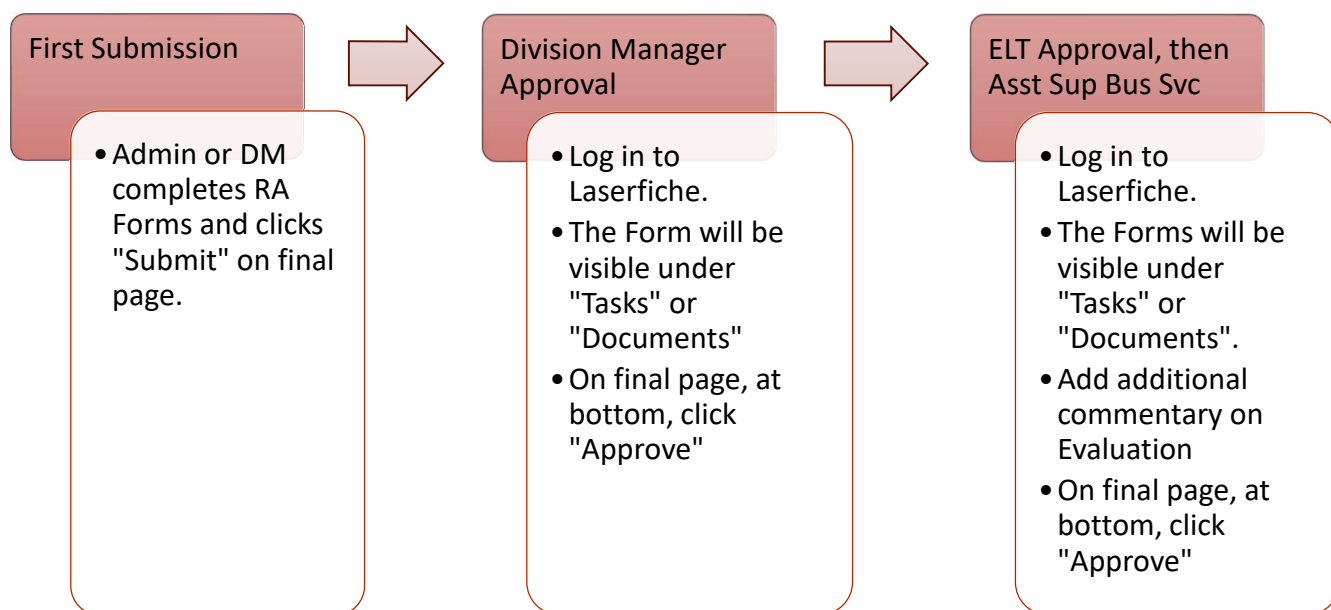 First Submission
• Admin or DM
completes RA
Forms and clicks
"Submit" on final
page.
Division Manager
Approval
• Log in to
Laserfiche.
• The Form will be
visible under
"Tasks" or
"Documents"
• On final page, at
bottom, click
"Approve"
ELT Approval, then
Asst Sup Bus Svc
• Log in to
Laserfiche.
• The Forms will be
visible under
"Tasks" or
"Documents".
• Add additional
commentary on
Evaluation
• On final page, at
bottom, click
"Approve"